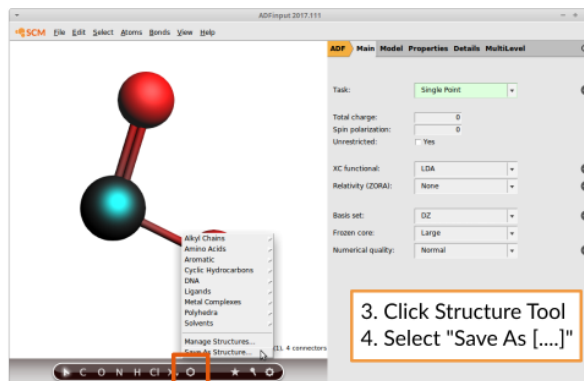 ADFinput 2017.111
SCM File Edit Select Atoms Bonds View Help
ADF Main Model Properties Details MultiLevel
Task: Single Point
Total charge: 0
Spin polarization: 0
Unrestricted: Yes
XC functional: LDA
Relativity (ZORA): None
Basis set: DZ
Frozen core: Large
Numerical quality: Normal
Alkyl Chains
Amino Acids
Aromatic
Cyclic Hydrocarbons
DNA
Ligands
Metal Complexes
Polyhedra
Solvents
Manage Structures...
Save As Structure...
(1), 4 connectors
C O N H Cl X
3. Click Structure Tool
4. Select "Save As [....]"